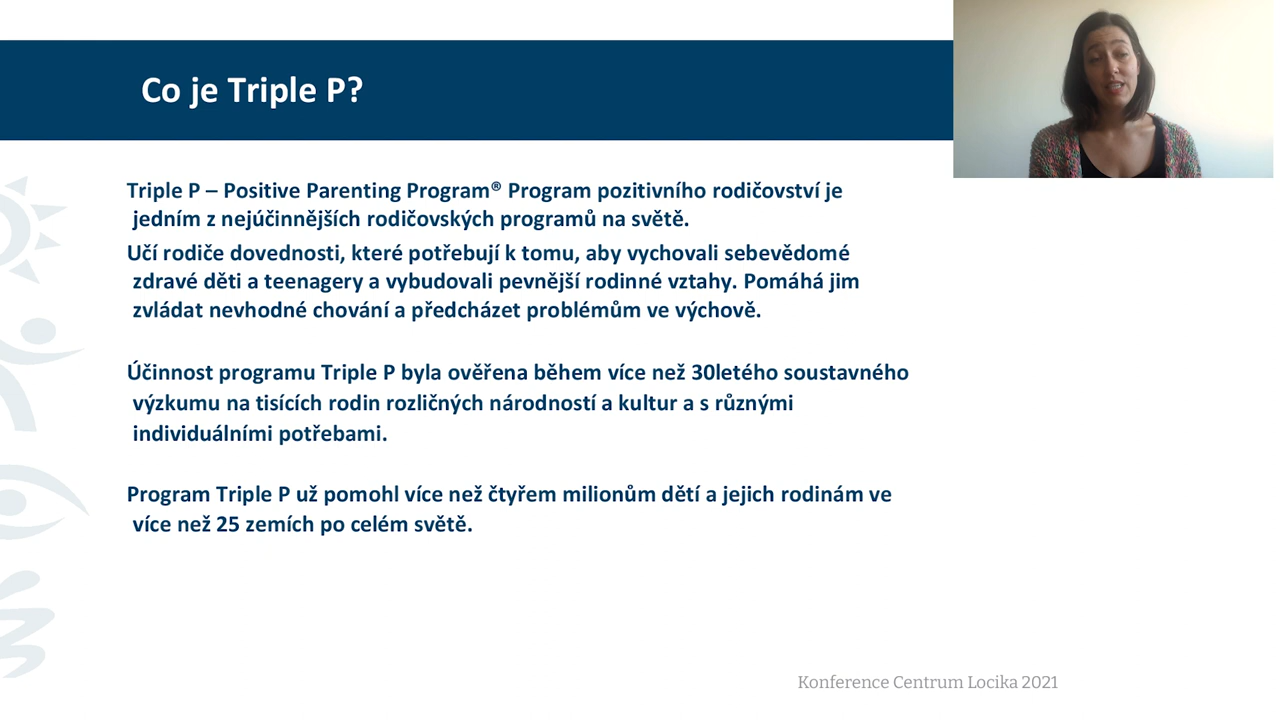 Co je Triple P?
Triple P – Positive Parenting Program® Program pozitivního rodičovství je
jedním z nejúčinnějších rodičovských programů na světě.
Učí rodiče dovednosti, které potřebují k tomu, aby vychovali sebevědomé
zdravé děti a teenagery a vybudovali pevnější rodinné vztahy. Pomáhá jim
zvládat nevhodné chování a předcházet problémům ve výchově.
Účinnost programu Triple P byla ověřena během více než 30letého soustavného
výzkumu na tisících rodin rozličných národností a kultur a s různými
individuálními potřebami.
Program Triple P už pomohl více než čtyřem milionům dětí a jejich rodinám ve
více než 25 zemích po celém světě.
Konference Centrum Locika 2021